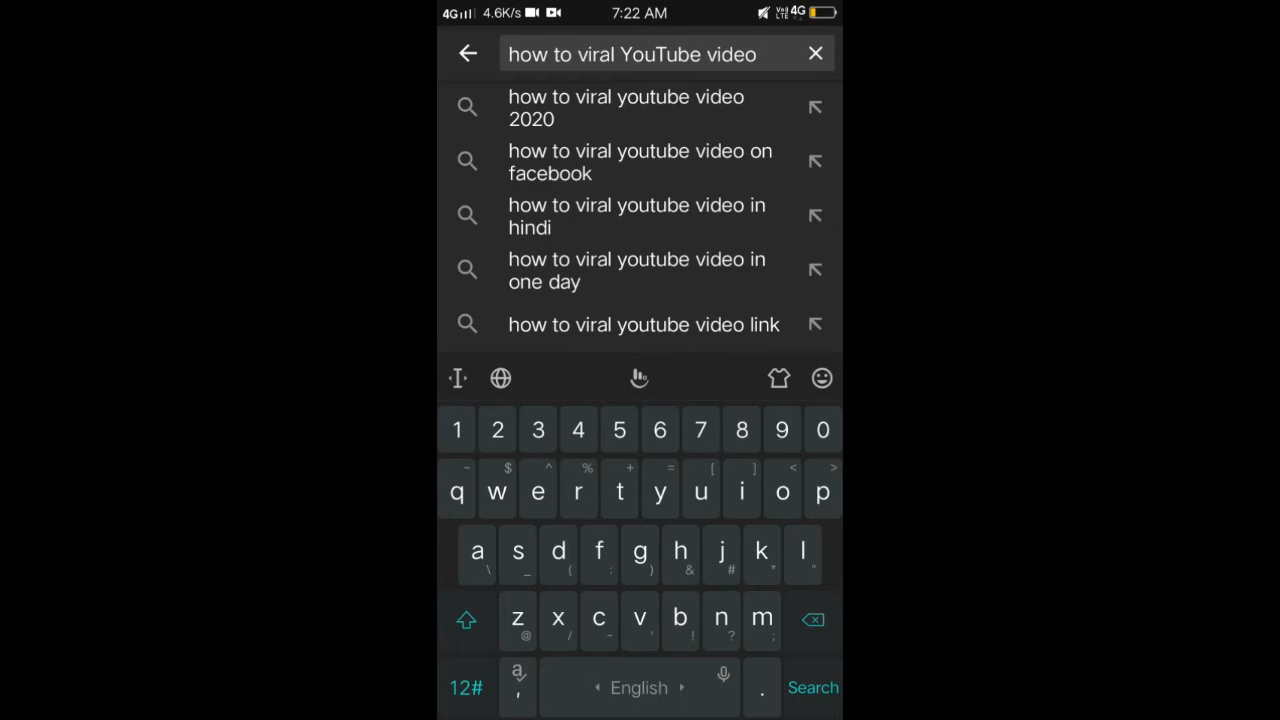 4G 4.6K/s 7:22 AM VoLTE 4G
how to viral YouTube video
how to viral youtube video
2020
how to viral youtube video on
facebook
how to viral youtube video in
hindi
how to viral youtube video in
one day
how to viral youtube video link
1 2 3 4 5 6 7 8 9 0
~ $ ^ % + = [ ] < >
q w e r t y u i o p
a s d f g h j k l
\ _ ( : ) & # * "
z x c v b n m
@ / - ' ! ? ;
a
12# , English . Search